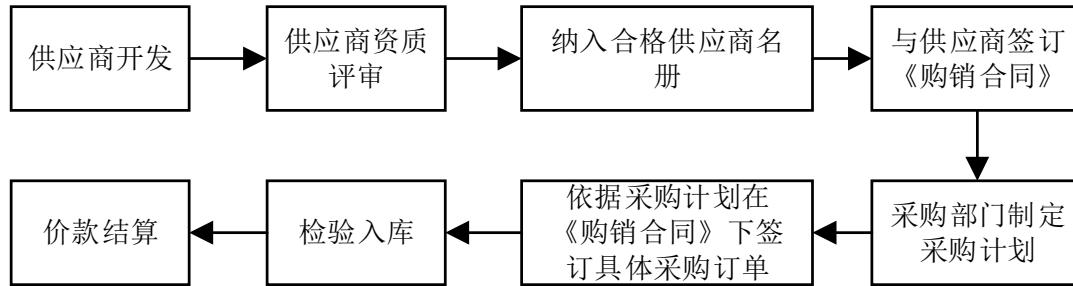 供应商开发
供应商资质
评审
纳入合格供应商名
册
与供应商签订
《购销合同》
采购部门制定
采购计划
依据采购计划在
《购销合同》下签
订具体采购订单
检验入库
价款结算